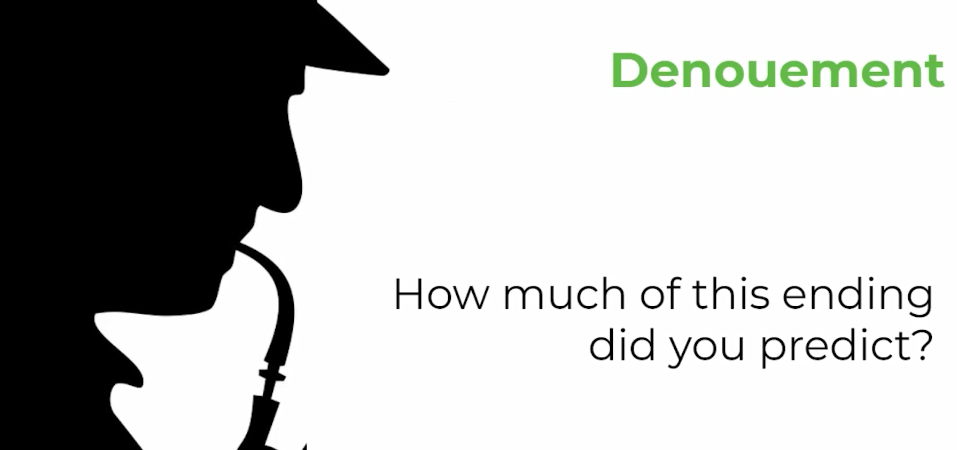 Denouement
How much of this ending
did you predict?